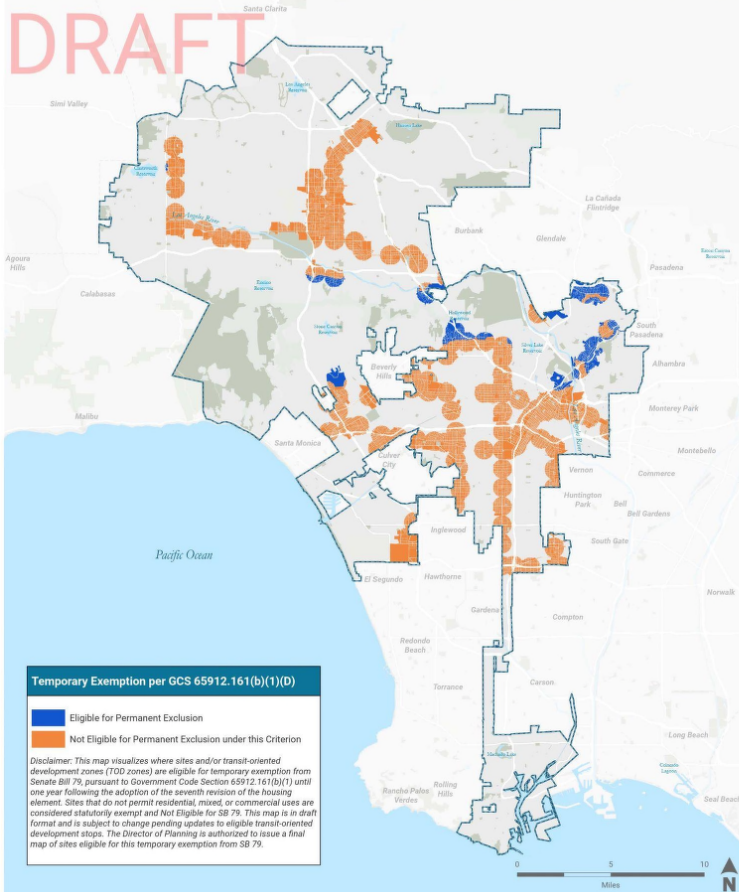 DRAFT
Santa Clarita
Simi Valley
Los Angeles
Reservoir
Hansen Lake
Chatsworth
Reservoir
La Cañada
Flintridge
Los Angeles River
Burbank
Glendale
Agoura
Hills
Pasadena
Calabasas
Encino
Reservoir
Hollywood
Reservoir
Stone Canyon
Reservoir
South
Pasadena
Silver Lake
Reservoir
Beverly
Hills
Alhambra
Malibu
Monterey Park
Los Angeles River
Santa Monica
Montebello
Culver
City
Vernon
Commerce
Huntington
Park
Bell
Bell Gardens
Inglewood
South Gate
Pacific Ocean
El Segundo
Hawthorne
Norwalk
Gardena
Compton
Redondo
Beach
Torrance
Carson
Long Beach
Machado Lake
Colorado
Lagoon
Rancho Palos
Verdes
Rolling
Hills
Seal Beach
Temporary Exemption per GCS 65912.161(b)(1)(D)
Eligible for Permanent Exclusion
Not Eligible for Permanent Exclusion under this Criterion
Disclaimer: This map visualizes where sites and/or transit-oriented
development zones (TOD zones) are eligible for temporary exemption from
Senate Bill 79, pursuant to Government Code Section 65912.161(b)(1) until
one year following the adoption of the seventh revision of the housing
element. Sites that do not permit residential, mixed, or commercial uses are
considered statutorily exempt and Not Eligible for SB 79. This map is in draft
format and is subject to change pending updates to eligible transit-oriented
development stops. The Director of Planning is authorized to issue a final
map of sites eligible for this temporary exemption from SB 79.
0 5 10
Miles
N